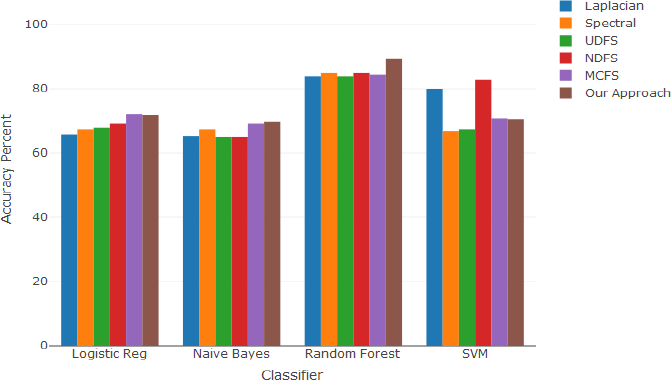 Laplacian
Spectral
UDFS
NDFS
MCFS
Our Approach
100
80
60
40
20
0
Accuracy Percent
Logistic Reg Naive Bayes Random Forest SVM
Classifier